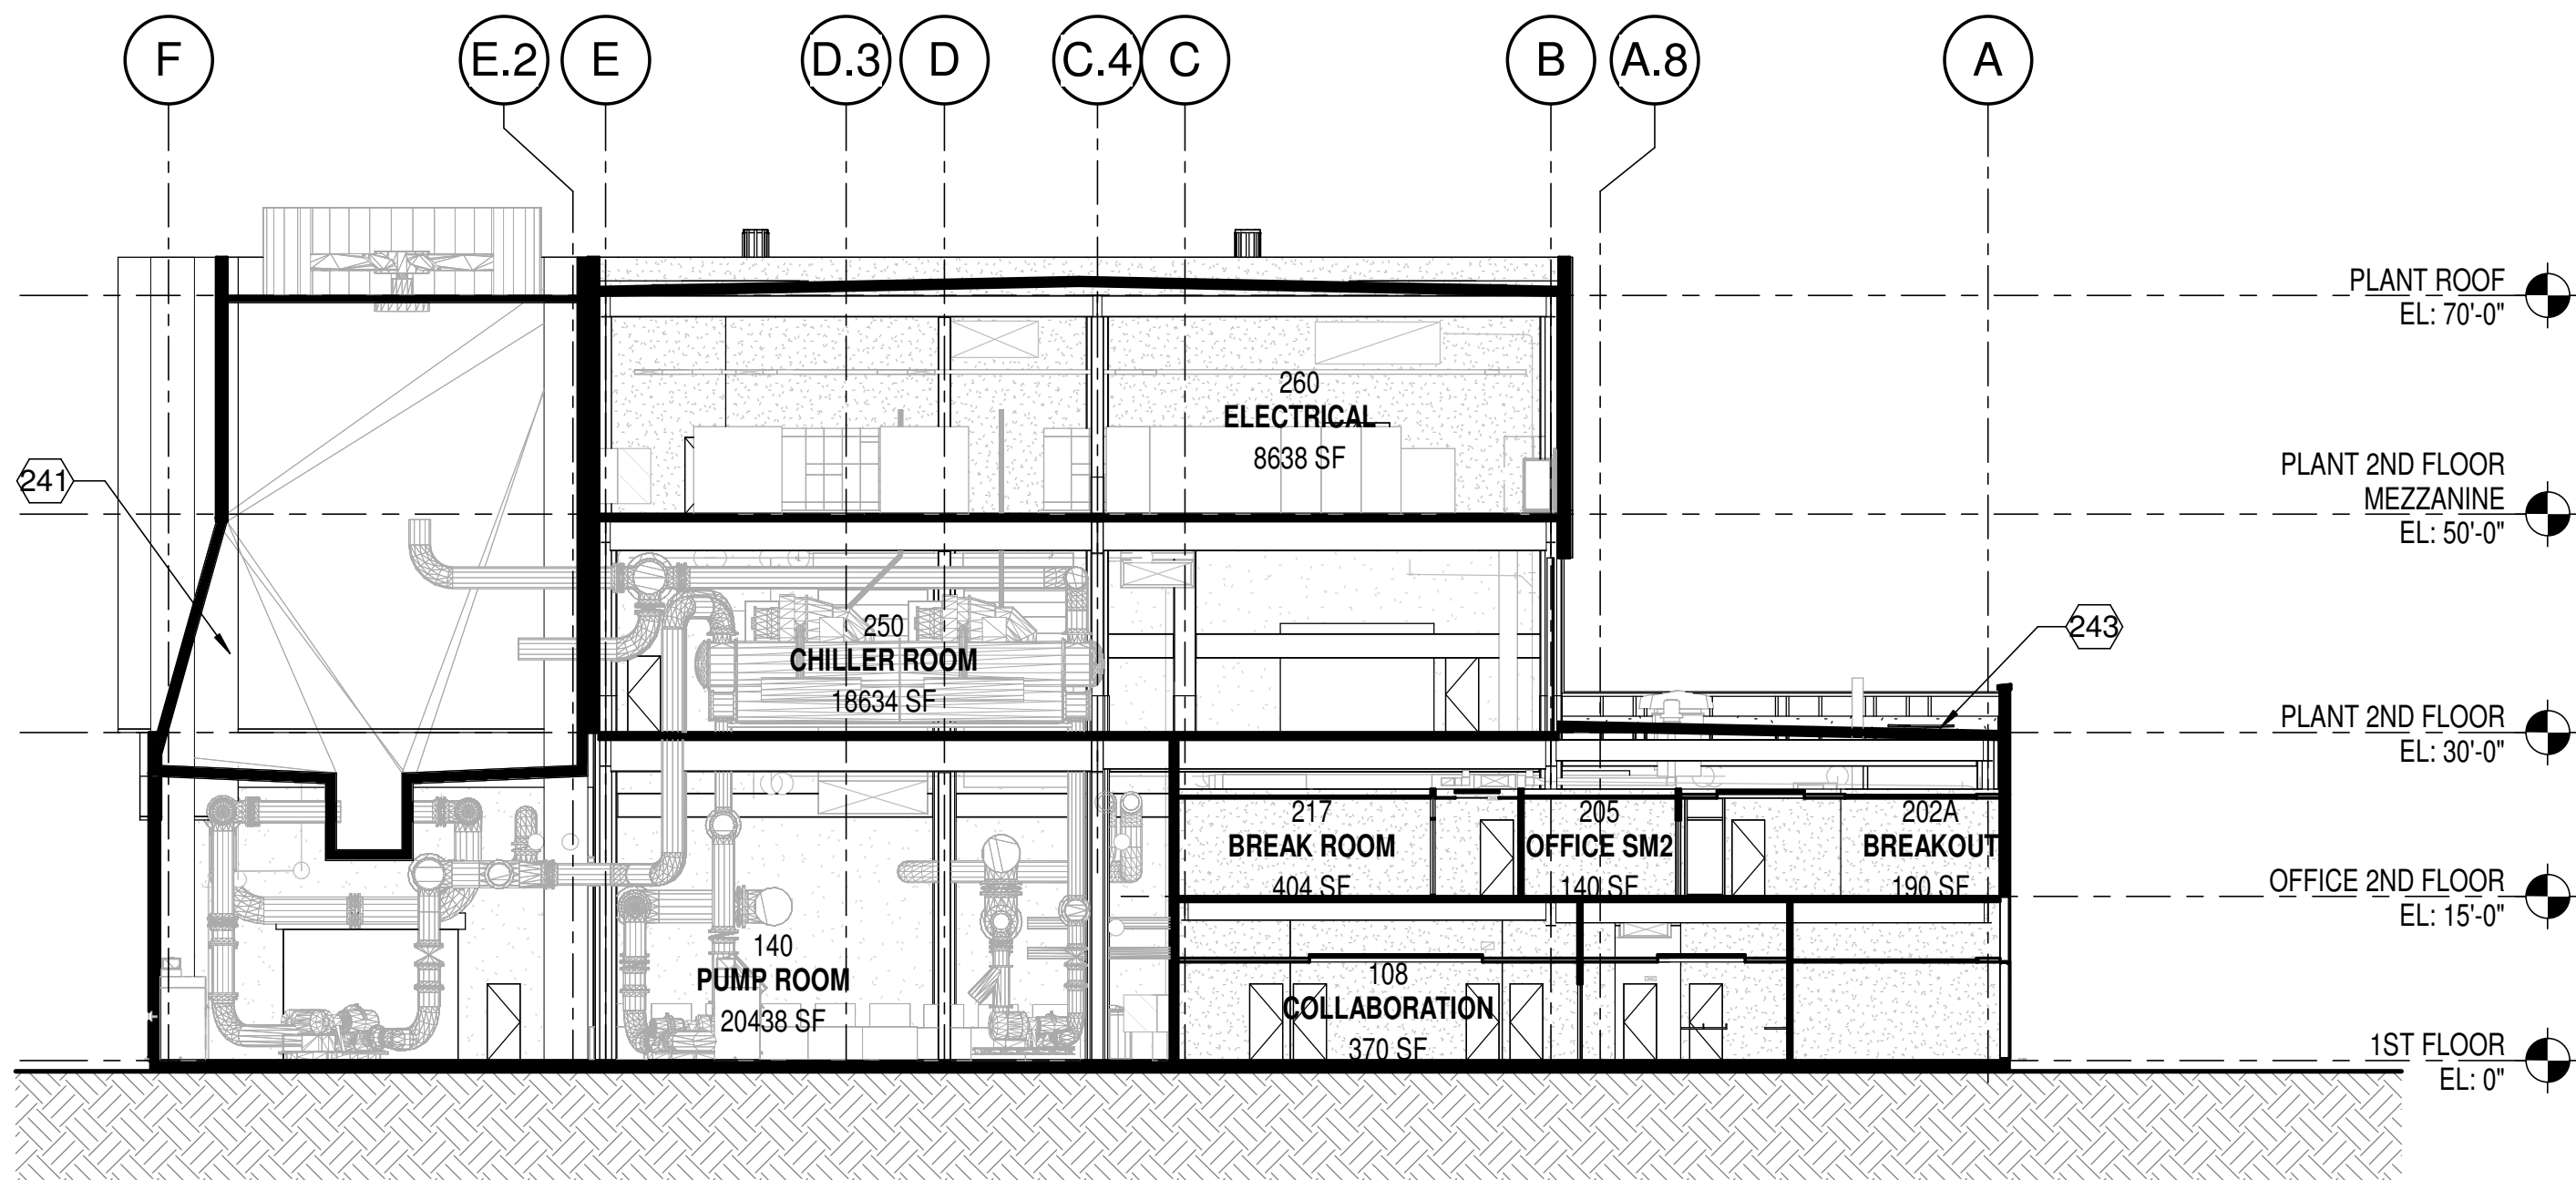 F
E.2
E
D.3
D
C.4
C
B
A.8
A
PLANT ROOF
EL: 70'-0"
260
ELECTRICAL
8638 SF
PLANT 2ND FLOOR
MEZZANINE
EL: 50'-0"
241
243
250
CHILLER ROOM
18634 SF
PLANT 2ND FLOOR
EL: 30'-0"
217
BREAK ROOM
404 SF
205
OFFICE SM2
140 SF
202A
BREAKOUT
190 SF
OFFICE 2ND FLOOR
EL: 15'-0"
140
PUMP ROOM
20438 SF
108
COLLABORATION
370 SF
1ST FLOOR
EL: 0"